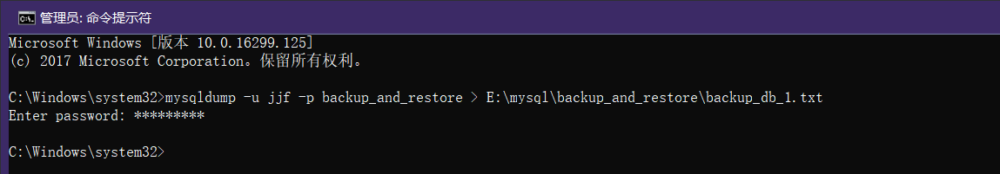 管理员: 命令提示符
Microsoft Windows [版本 10.0.16299.125]
(c) 2017 Microsoft Corporation。保留所有权利。
C:\Windows\system32>mysqldump -u jjf -p backup_and_restore > E:\mysql\backup_and_restore\backup_db_1.txt
Enter password: *********
C:\Windows\system32>